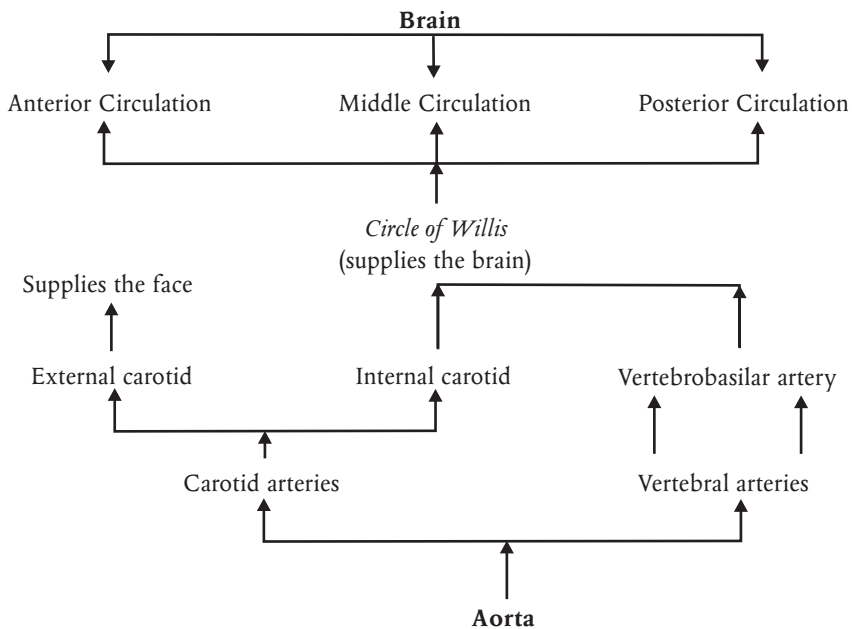 Brain
Anterior Circulation
Middle Circulation
Posterior Circulation
Circle of Willis
(supplies the brain)
Supplies the face
External carotid
Internal carotid
Vertebrobasilar artery
Carotid arteries
Vertebral arteries
Aorta